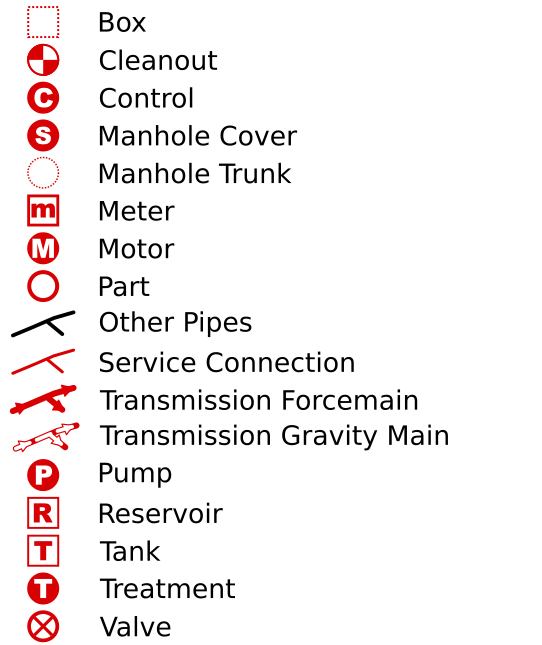 Box
Cleanout
C Control
S Manhole Cover
Manhole Trunk
m Meter
M Motor
Part
Other Pipes
Service Connection
Transmission Forcemain
Transmission Gravity Main
P Pump
R Reservoir
T Tank
T Treatment
Valve